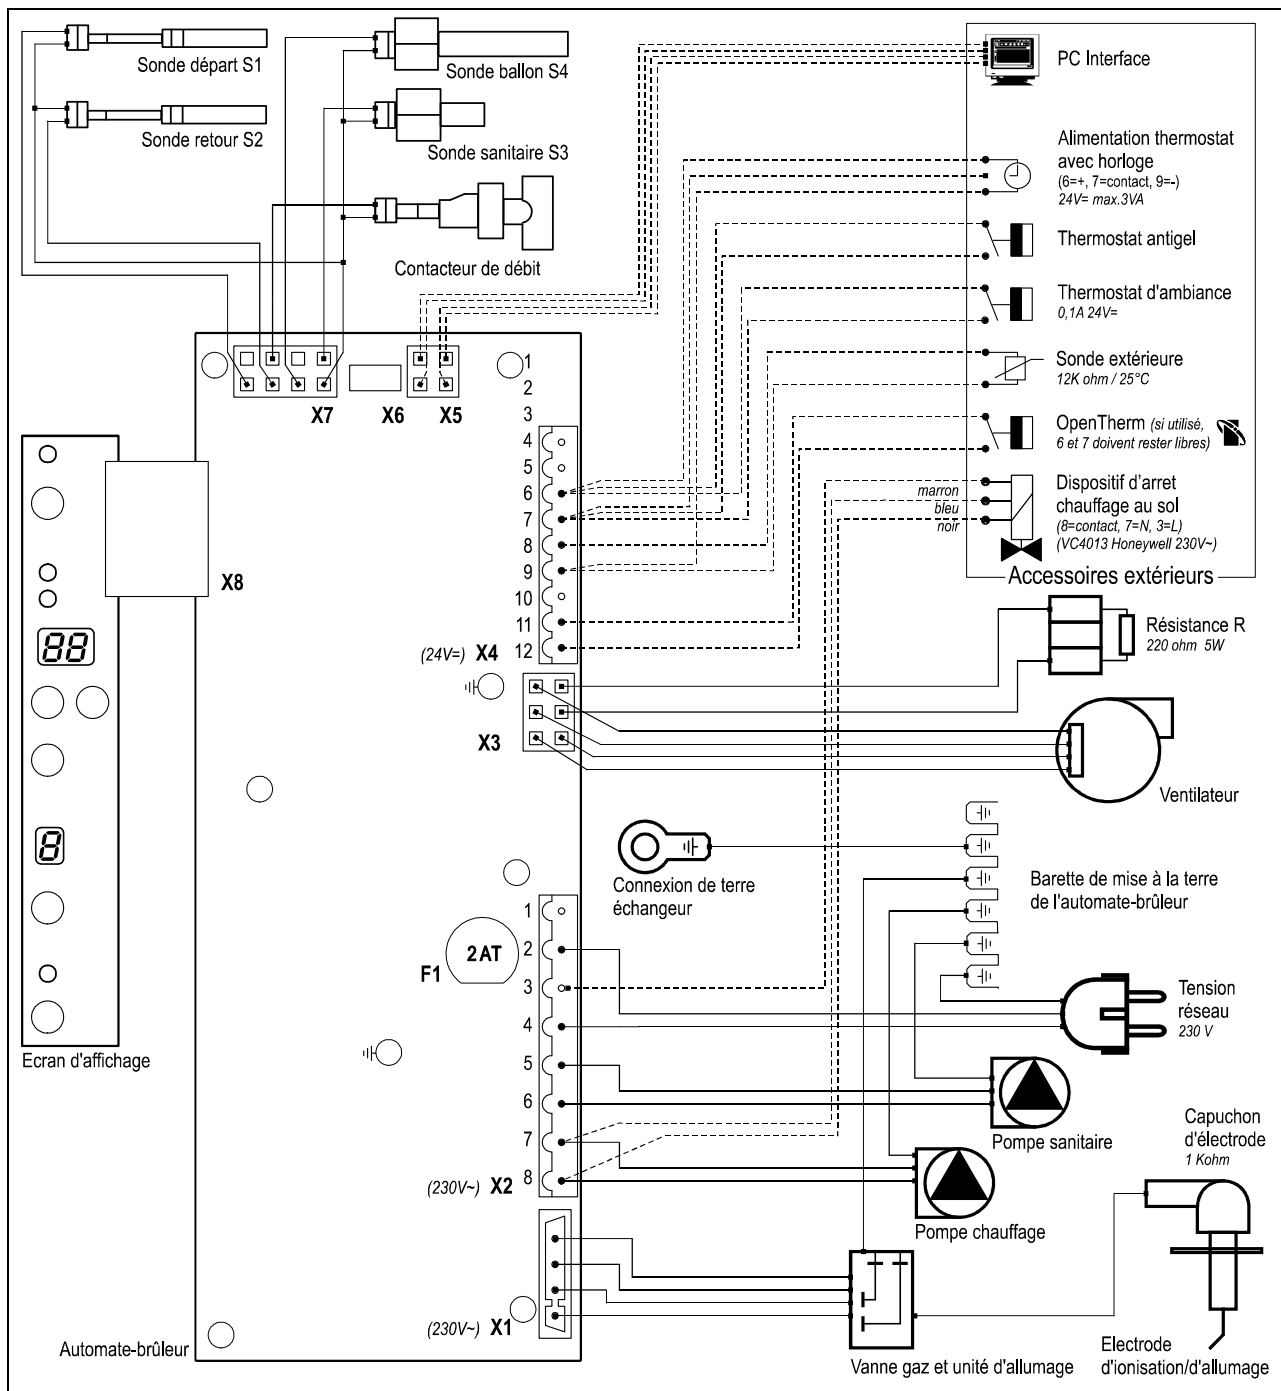 Sonde départ S1
Sonde retour S2
Sonde ballon S4
Sonde sanitaire S3
Contacteur de débit
PC Interface
Alimentation thermostat
avec horloge
(6=+, 7=contact, 9=-)
24V= max.3VA
Thermostat antigel
Thermostat d'ambiance
0,1A 24V=
Sonde extérieure
12K ohm / 25°C
OpenTherm (si utilisé,
6 et 7 doivent rester libres)
marron
bleu
noir
Dispositif d'arret
chauffage au sol
(8=contact, 7=N, 3=L)
(VC4013 Honeywell 230V~)
Accessoires extérieurs
X7
X6
X5
1
2
3
4
5
6
7
8
9
10
11
12
(24V=) X4
X8
88
8
Ecran d'affichage
X3
Résistance R
220 ohm 5W
Ventilateur
Connexion de terre
échangeur
Barette de mise à la terre
de l'automate-brûleur
2AT
F1
1
2
3
4
5
6
7
8
(230V~) X2
Tension
réseau
230 V
Pompe sanitaire
Pompe chauffage
Capuchon
d'électrode
1 Kohm
(230V~) X1
Automate-brûleur
Vanne gaz et unité d'allumage
Electrode
d'ionisation/d'allumage